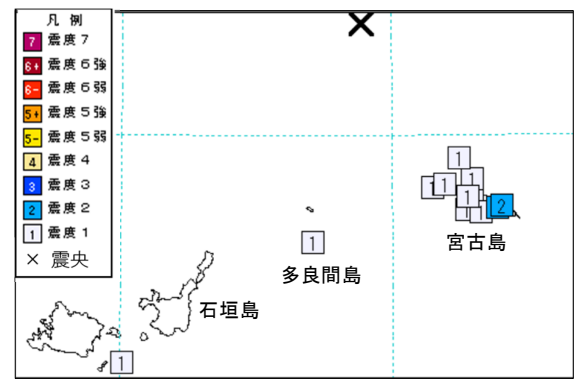 凡 例
7 震度7
6+ 震度6強
6- 震度6弱
5+ 震度5強
5- 震度5弱
4 震度4
3 震度3
2 震度2
1 震度1
× 震央
1
1
1
1
1
1
1
2
宮古島
1
多良間島
石垣島
1